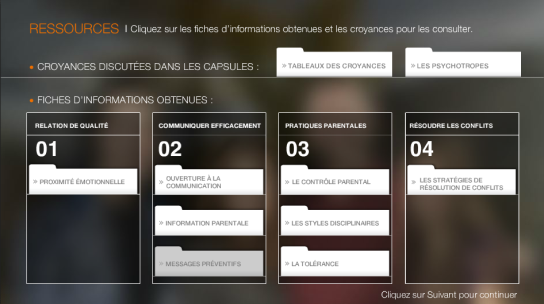 RESSOURCES | Cliquez sur les fiches d'informations obtenues et les croyances pour les consulter.
• CROYANCES DISCUTÉES DANS LES CAPSULES :
» TABLEAUX DES CROYANCES
» LES PSYCHOTROPES
• FICHES D'INFORMATIONS OBTENUES :
RELATION DE QUALITÉ
01
» PROXIMITÉ ÉMOTIONNELLE
COMMUNIQUER EFFICACEMENT
02
» OUVERTURE À LA
COMMUNICATION
» INFORMATION PARENTALE
» MESSAGES PRÉVENTIFS
PRATIQUES PARENTALES
03
» LE CONTRÔLE PARENTAL
» LES STYLES DISCIPLINAIRES
» LA TOLÉRANCE
RÉSOUDRE LES CONFLITS
04
» LES STRATÉGIES DE
RÉSOLUTION DE CONFLITS
Cliquez sur Suivant pour continuer